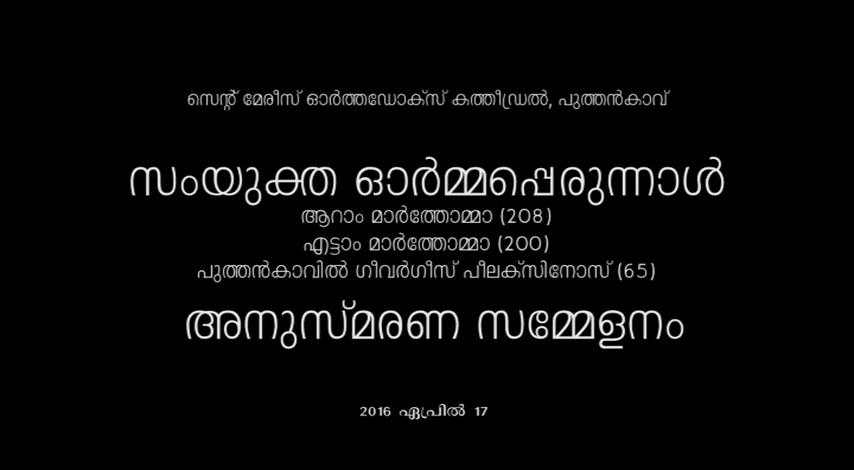 സെന്റ് മേരീസ് ഓർത്തഡോക്സ് കത്തീഡ്രൽ, പുത്തൻകാവ്
സംയുക്ത ഓർമ്മപ്പെരുന്നാൾ
ആറാം മാർത്തോമ്മാ (208)
എട്ടാം മാർത്തോമ്മാ (200)
പുത്തൻകാവിൽ ഗീവർഗീസ് പീലക്സിനോസ് (65)
അനുസ്മരണ സമ്മേളനം
2016 ഏപ്രിൽ 17